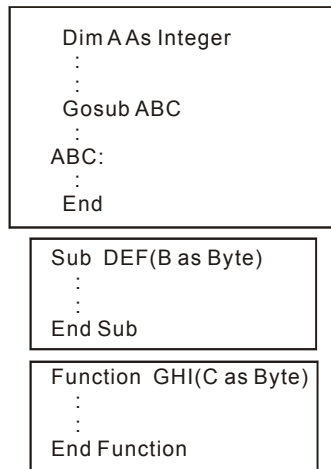 Dim A As Integer
:
:
Gosub ABC
:
ABC:
:
End
Sub DEF(B as Byte)
:
:
End Sub
Function GHI(C as Byte)
:
:
End Function